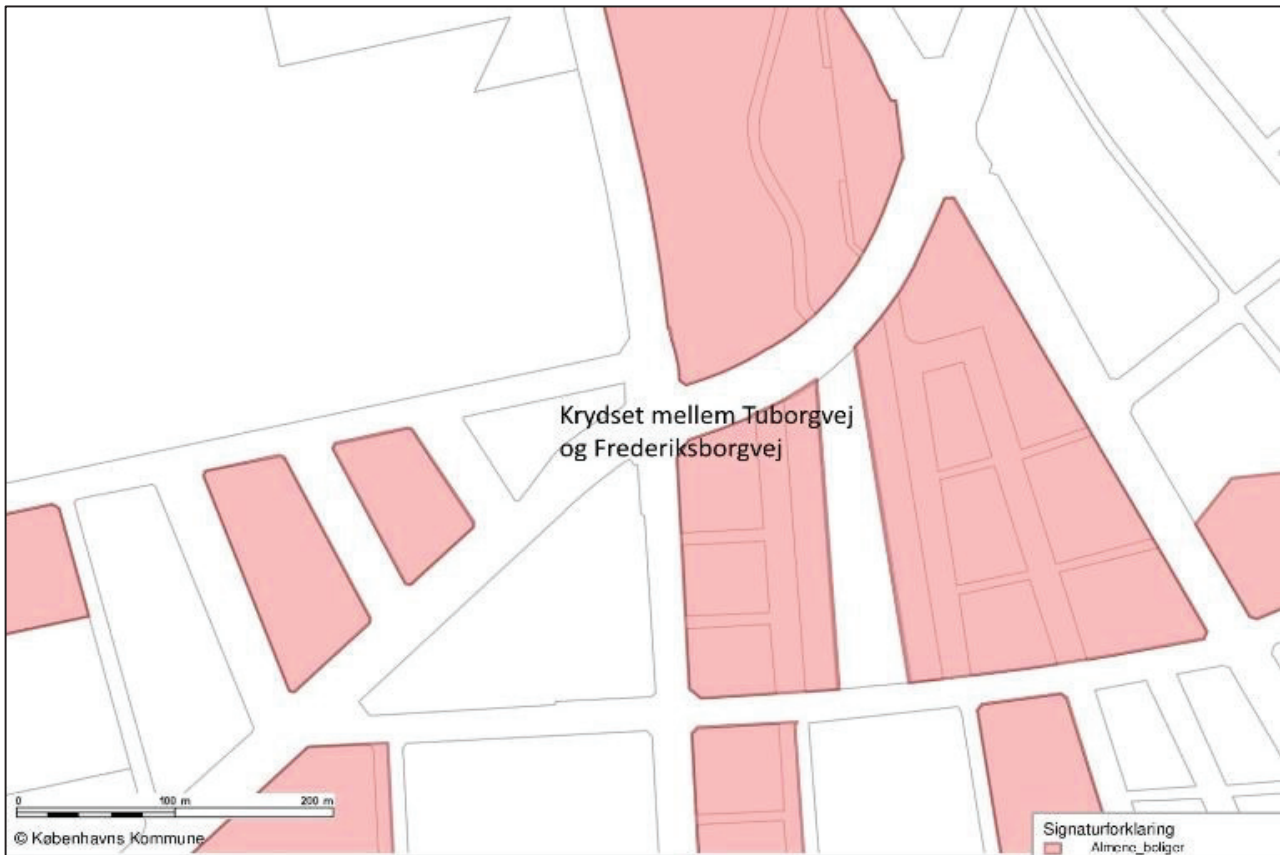 Krydset mellem Tuborgvej
og Frederiksborgvej
0 100 m 200 m
© Københavns Kommune
Signaturforklaring
Almene_boliger